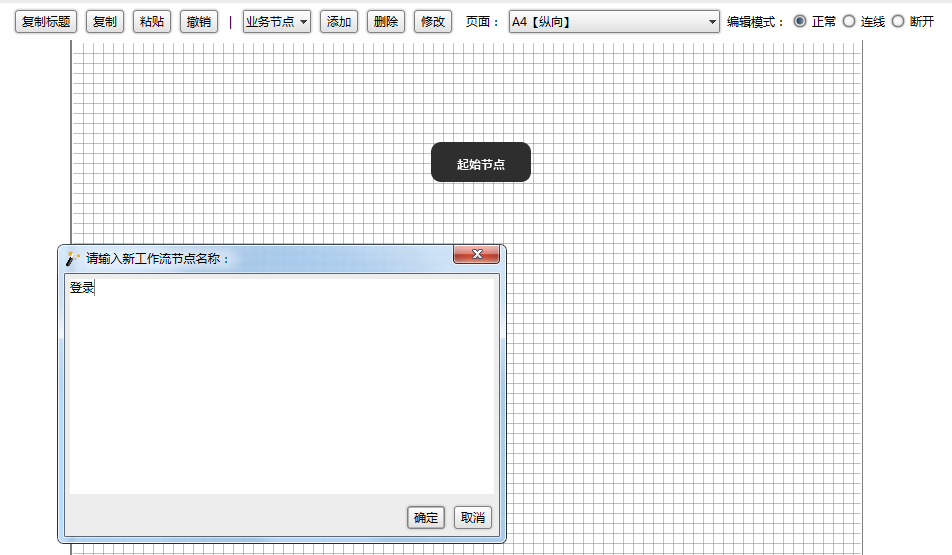 复制标题 复制 粘贴 撤销 | 业务节点 添加 删除 修改 页面： A4【纵向】 编辑模式： 正常 连线 断开
起始节点
请输入新工作流节点名称：
登录
确定 取消